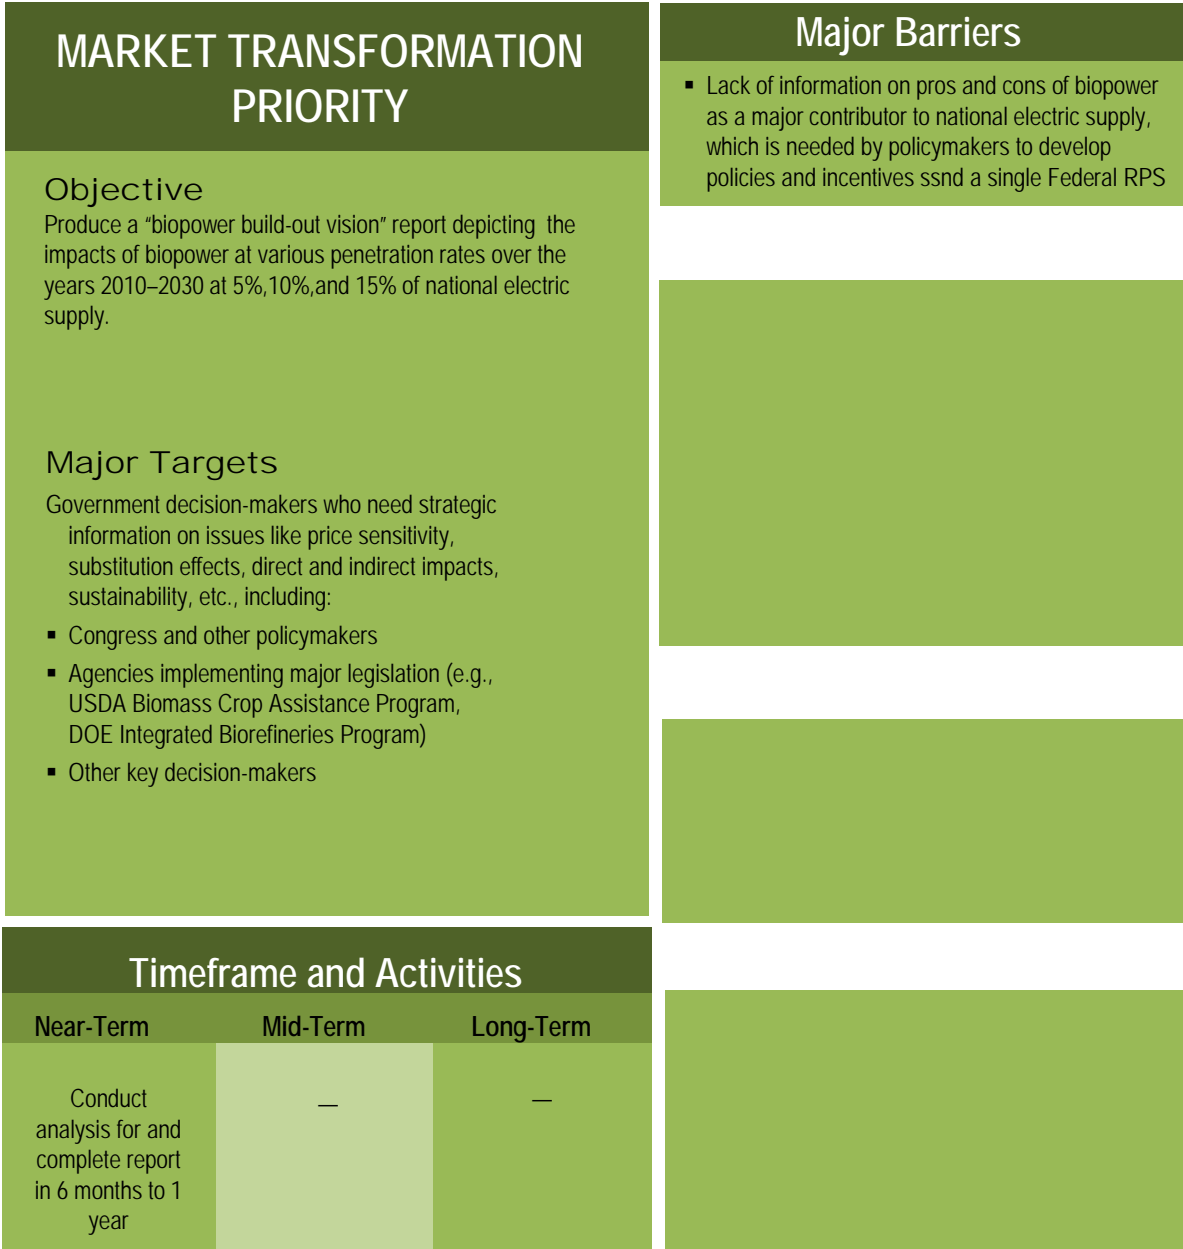 MARKET TRANSFORMATION
PRIORITY
Objective
Produce a “biopower build-out vision” report depicting the
impacts of biopower at various penetration rates over the
years 2010–2030 at 5%,10%,and 15% of national electric
supply.
Major Targets
Government decision-makers who need strategic
information on issues like price sensitivity,
substitution effects, direct and indirect impacts,
sustainability, etc., including:
▪ Congress and other policymakers
▪ Agencies implementing major legislation (e.g.,
USDA Biomass Crop Assistance Program,
DOE Integrated Biorefineries Program)
▪ Other key decision-makers
Major Barriers
▪ Lack of information on pros and cons of biopower
as a major contributor to national electric supply,
which is needed by policymakers to develop
policies and incentives ssnd a single Federal RPS
Timeframe and Activities
Near-Term Mid-Term Long-Term
Conduct
analysis for and
complete report
in 6 months to 1
year
—
—